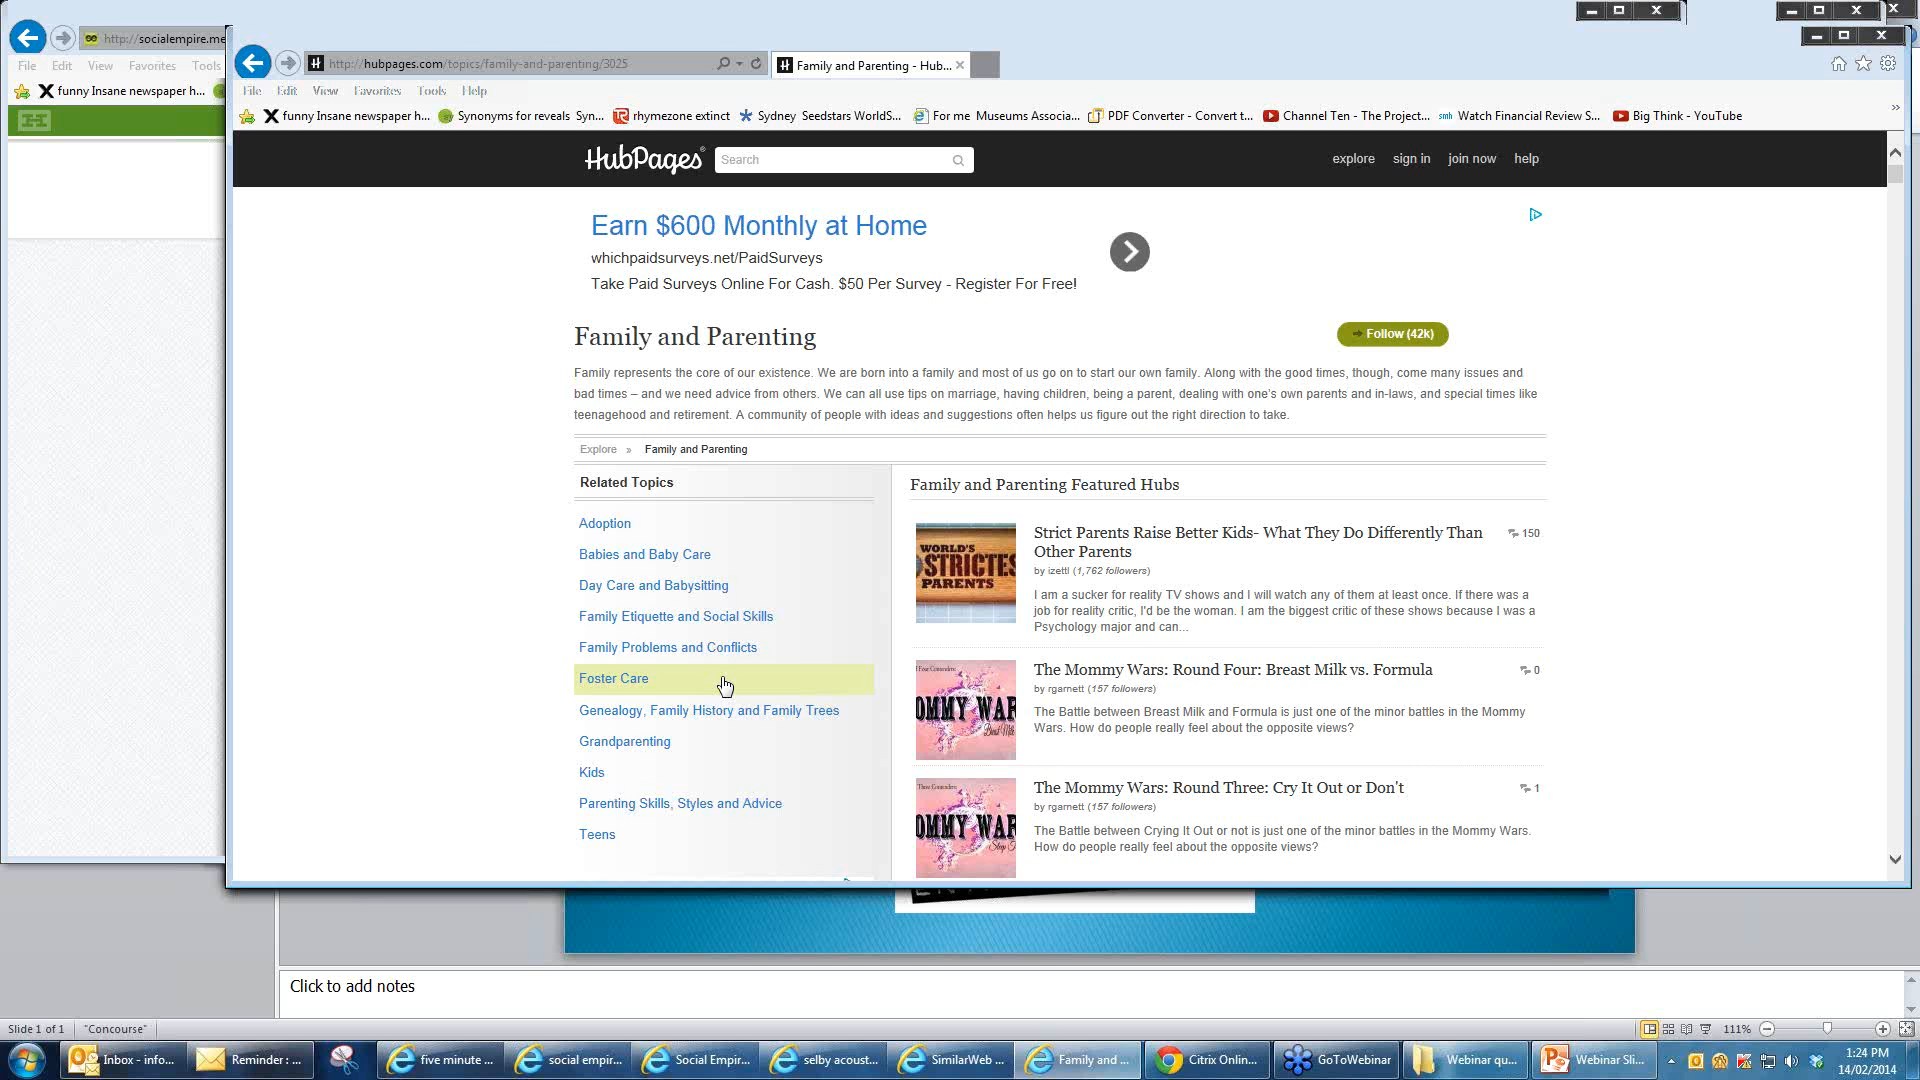 http://socialempire.me
File Edit View Favorites Tools
funny Insane newspaper h...
http://hubpages.com/topics/family-and-parenting/3025
Family and Parenting - Hub...
File Edit View Favorites Tools Help
funny Insane newspaper h... Synonyms for reveals Syn... rhymezone extinct Sydney Seedstars WorldS... For me Museums Associa... PDF Converter - Convert t... Channel Ten - The Project... smh Watch Financial Review S... Big Think - YouTube
HubPages Search explore sign in join now help
Earn $600 Monthly at Home
whichpaidsurveys.net/PaidSurveys
Take Paid Surveys Online For Cash. $50 Per Survey - Register For Free!
Family and Parenting
Follow (42k)
Family represents the core of our existence. We are born into a family and most of us go on to start our own family. Along with the good times, though, come many issues and
bad times – and we need advice from others. We can all use tips on marriage, having children, being a parent, dealing with one's own parents and in-laws, and special times like
teenagehood and retirement. A community of people with ideas and suggestions often helps us figure out the right direction to take.
Explore » Family and Parenting
Related Topics
Adoption
Babies and Baby Care
Day Care and Babysitting
Family Etiquette and Social Skills
Family Problems and Conflicts
Foster Care
Genealogy, Family History and Family Trees
Grandparenting
Kids
Parenting Skills, Styles and Advice
Teens
Family and Parenting Featured Hubs
WORLD'S
STRICTES
PARENTS
Strict Parents Raise Better Kids- What They Do Differently Than
Other Parents
150
by izettl (1,762 followers)
I am a sucker for reality TV shows and I will watch any of them at least once. If there was a
job for reality critic, I'd be the woman. I am the biggest critic of these shows because I was a
Psychology major and can...
OMMY WAR
The Mommy Wars: Round Four: Breast Milk vs. Formula
0
by rgarnett (157 followers)
The Battle between Breast Milk and Formula is just one of the minor battles in the Mommy
Wars. How do people really feel about the opposite views?
OMMY WAR
The Mommy Wars: Round Three: Cry It Out or Don't
1
by rgarnett (157 followers)
The Battle between Crying It Out or not is just one of the minor battles in the Mommy Wars.
How do people really feel about the opposite views?
Click to add notes
Slide 1 of 1 "Concourse" 111%
Inbox - info... Reminder : ... five minute ... social empir... Social Empir... selby acoust... SimilarWeb ... Family and ... Citrix Onlin... GoToWebinar Webinar qu... Webinar Sli...
1:24 PM
14/02/2014